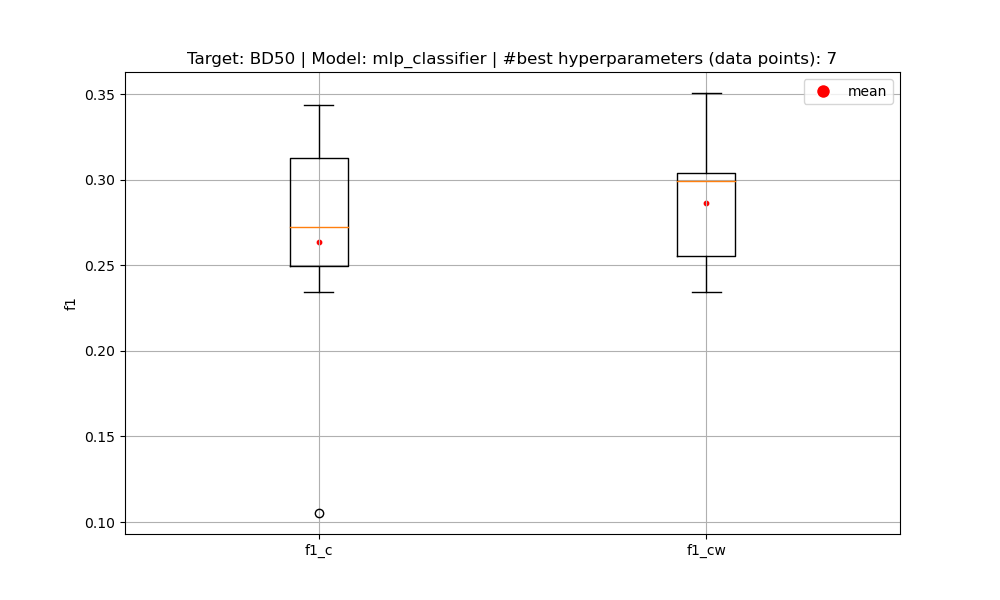 Target: BD50 | Model: mlp_classifier | #best hyperparameters (data points): 7
mean
f1
0.35
0.30
0.25
0.20
0.15
0.10
f1_c
f1_cw